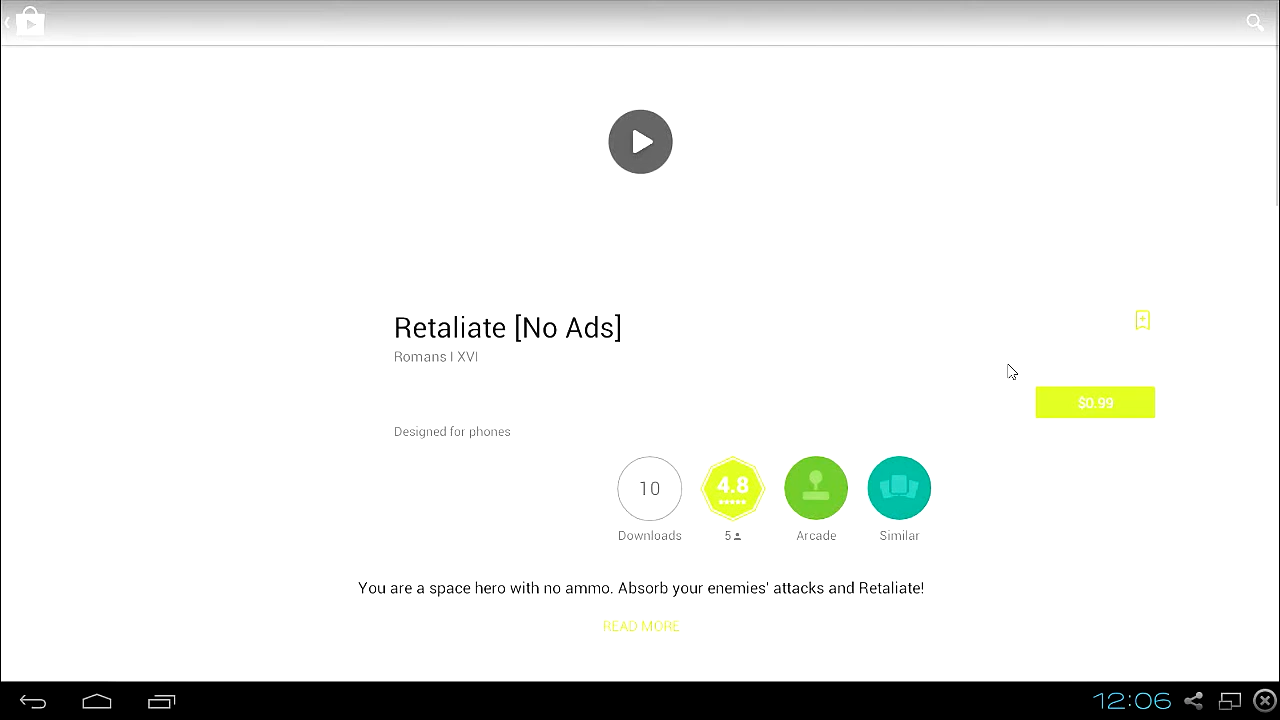 Retaliate [No Ads]
Romans I XVI
$0.99
Designed for phones
10
4.8
Downloads
5
Arcade
Similar
You are a space hero with no ammo. Absorb your enemies' attacks and Retaliate!
READ MORE
12:06